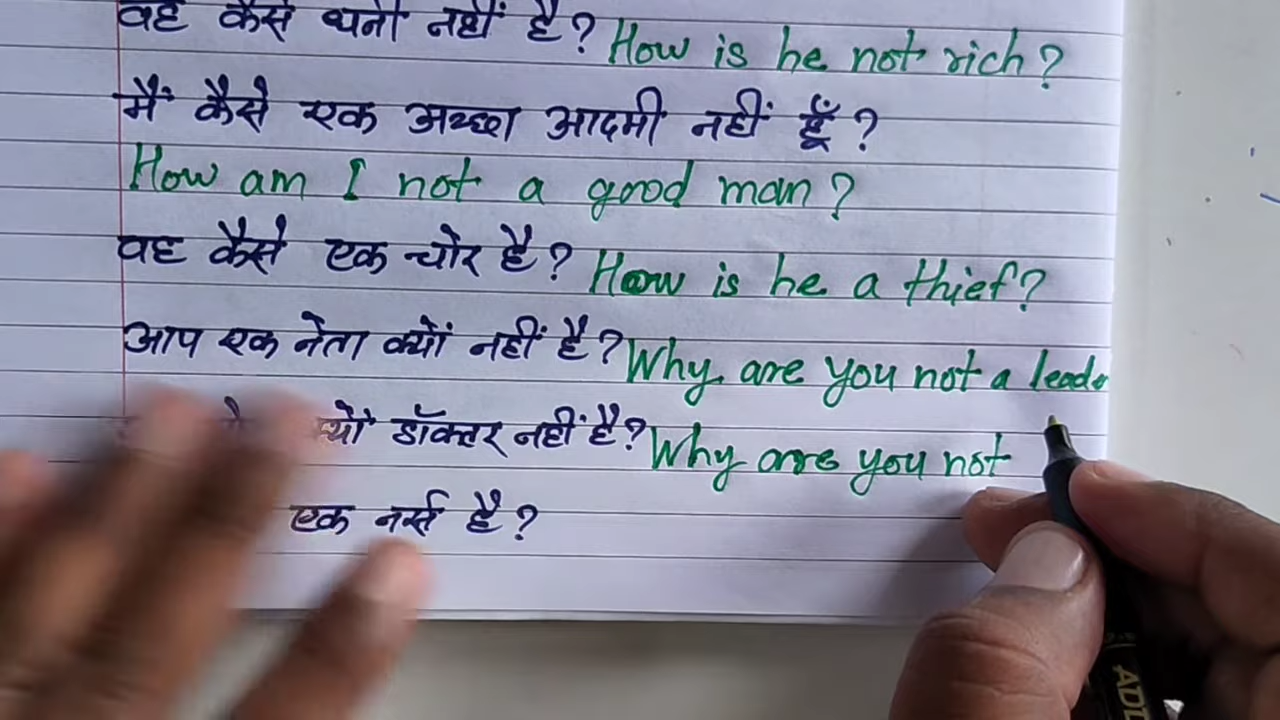 वह कैसे धनी नहीं है? How is he not rich?
मैं कैसे एक अच्छा आदमी नहीं हूँ?
How am I not a good man?
वह कैसे एक चोर है? How is he a thief?
आप एक नेता क्यों नहीं है? Why are you not a leade
क्यों डॉक्टर नहीं है? Why are you not
एक नर्स है?